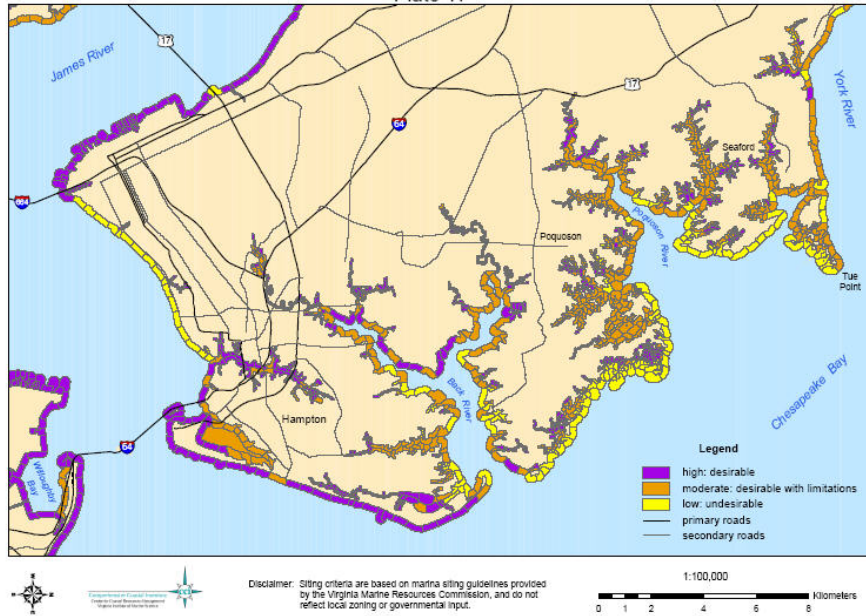 James River
17
64
17
York River
Seaford
664
Poquoson
Poquoson River
Tue
Point
Back River
Chesapeake Bay
Hampton
64
Willoughby
Bay
Legend
high: desirable
moderate: desirable with limitations
low: undesirable
primary roads
secondary roads
Disclaimer: Siting criteria are based on marina siting guidelines provided
by the Virginia Marine Resources Commission, and do not
reflect local zoning or governmental input.
1:100,000
0 1 2 4 6 8 Kilometers